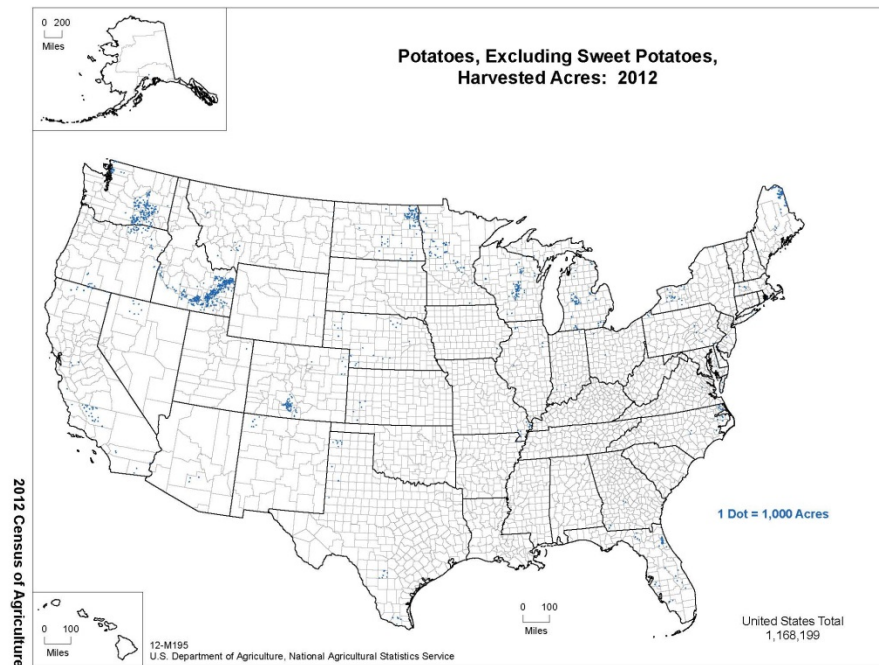 0 200
Miles
Potatoes, Excluding Sweet Potatoes,
Harvested Acres: 2012
1 Dot = 1,000 Acres
2012 Census of Agriculture
0 100
Miles
12-M195
U.S. Department of Agriculture, National Agricultural Statistics Service
0 100
Miles
United States Total
1,168,199